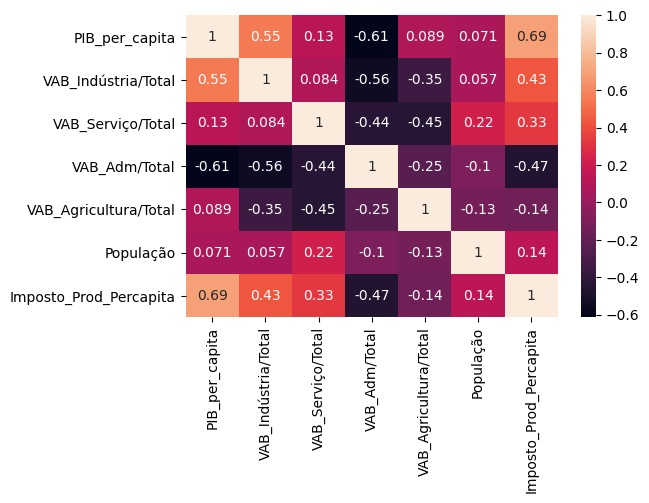 PIB_per_capita 1 0.55 0.13 -0.61 0.089 0.071 0.69
VAB_Indústria/Total 0.55 1 0.084 -0.56 -0.35 0.057 0.43
VAB_Serviço/Total 0.13 0.084 1 -0.44 -0.45 0.22 0.33
VAB_Adm/Total -0.61 -0.56 -0.44 1 -0.25 -0.1 -0.47
VAB_Agricultura/Total 0.089 -0.35 -0.45 -0.25 1 -0.13 -0.14
População 0.071 0.057 0.22 -0.1 -0.13 1 0.14
Imposto_Prod_Percapita 0.69 0.43 0.33 -0.47 -0.14 0.14 1
PIB_per_capita
VAB_Indústria/Total
VAB_Serviço/Total
VAB_Adm/Total
VAB_Agricultura/Total
População
Imposto_Prod_Percapita
1.0
0.8
0.6
0.4
0.2
0.0
−0.2
−0.4
−0.6